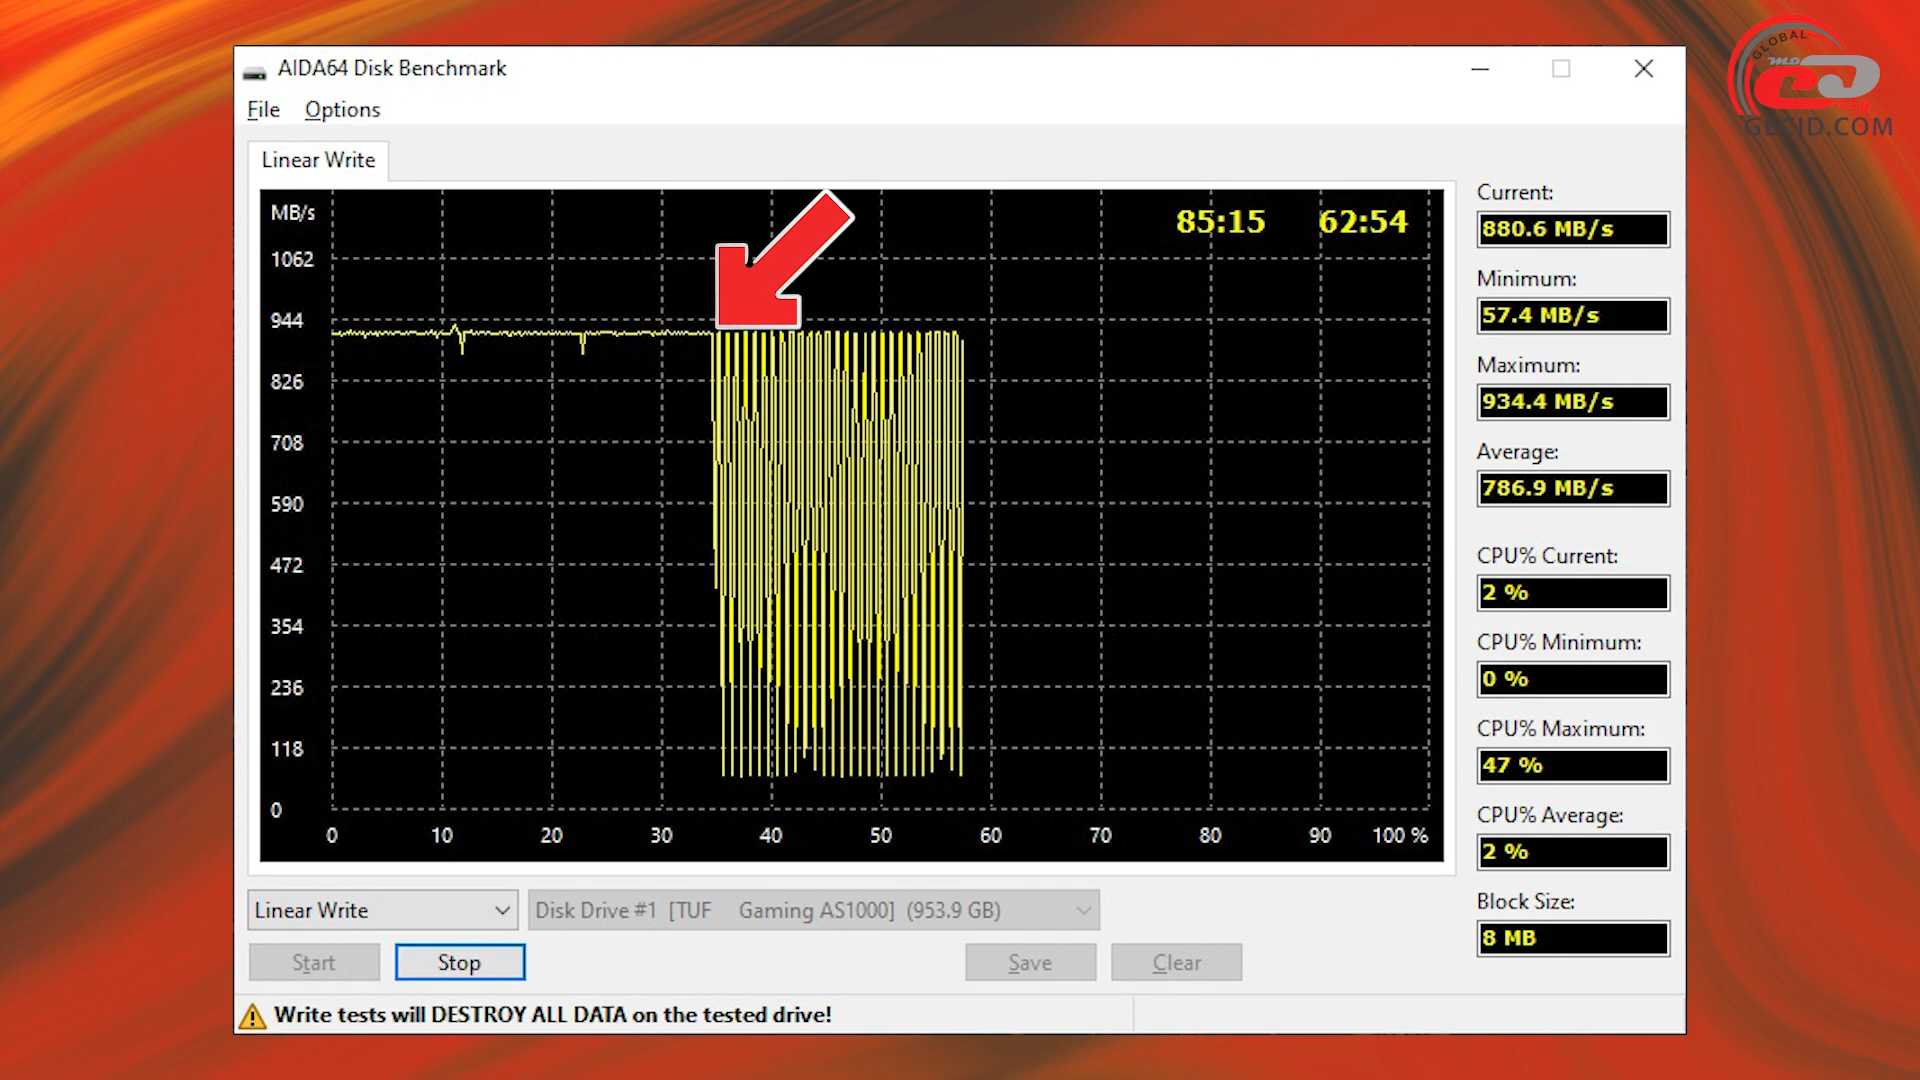 GLOBAL
GECID.COM
AIDA64 Disk Benchmark
File Options
Linear Write
MB/s
85:15 62:54
1062
944
826
708
590
472
354
236
118
0
0 10 20 30 40 50 60 70 80 90 100 %
Current:
880.6 MB/s
Minimum:
57.4 MB/s
Maximum:
934.4 MB/s
Average:
786.9 MB/s
CPU% Current:
2 %
CPU% Minimum:
0 %
CPU% Maximum:
47 %
CPU% Average:
2 %
Block Size:
8 MB
Linear Write
Disk Drive #1 [TUF Gaming AS1000] (953.9 GB)
Start Stop Save Clear
Write tests will DESTROY ALL DATA on the tested drive!